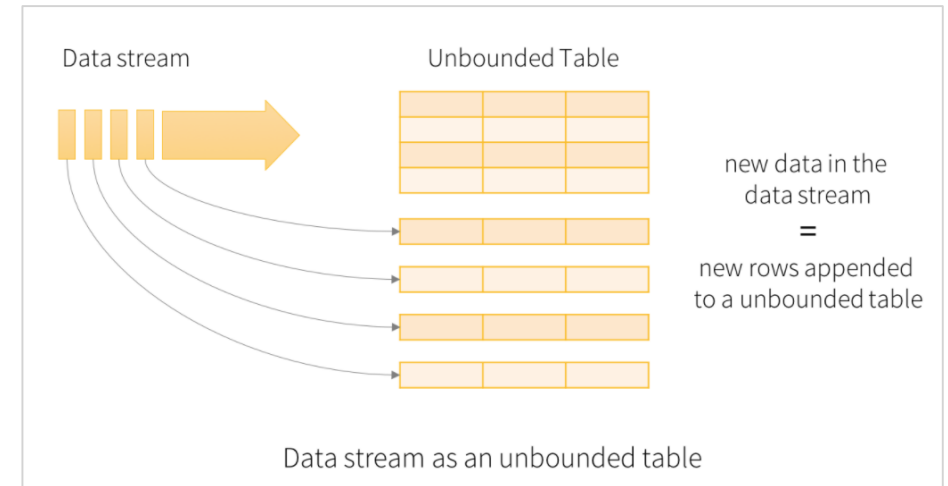 Data stream
Unbounded Table
new data in the
data stream
=
new rows appended
to a unbounded table
Data stream as an unbounded table